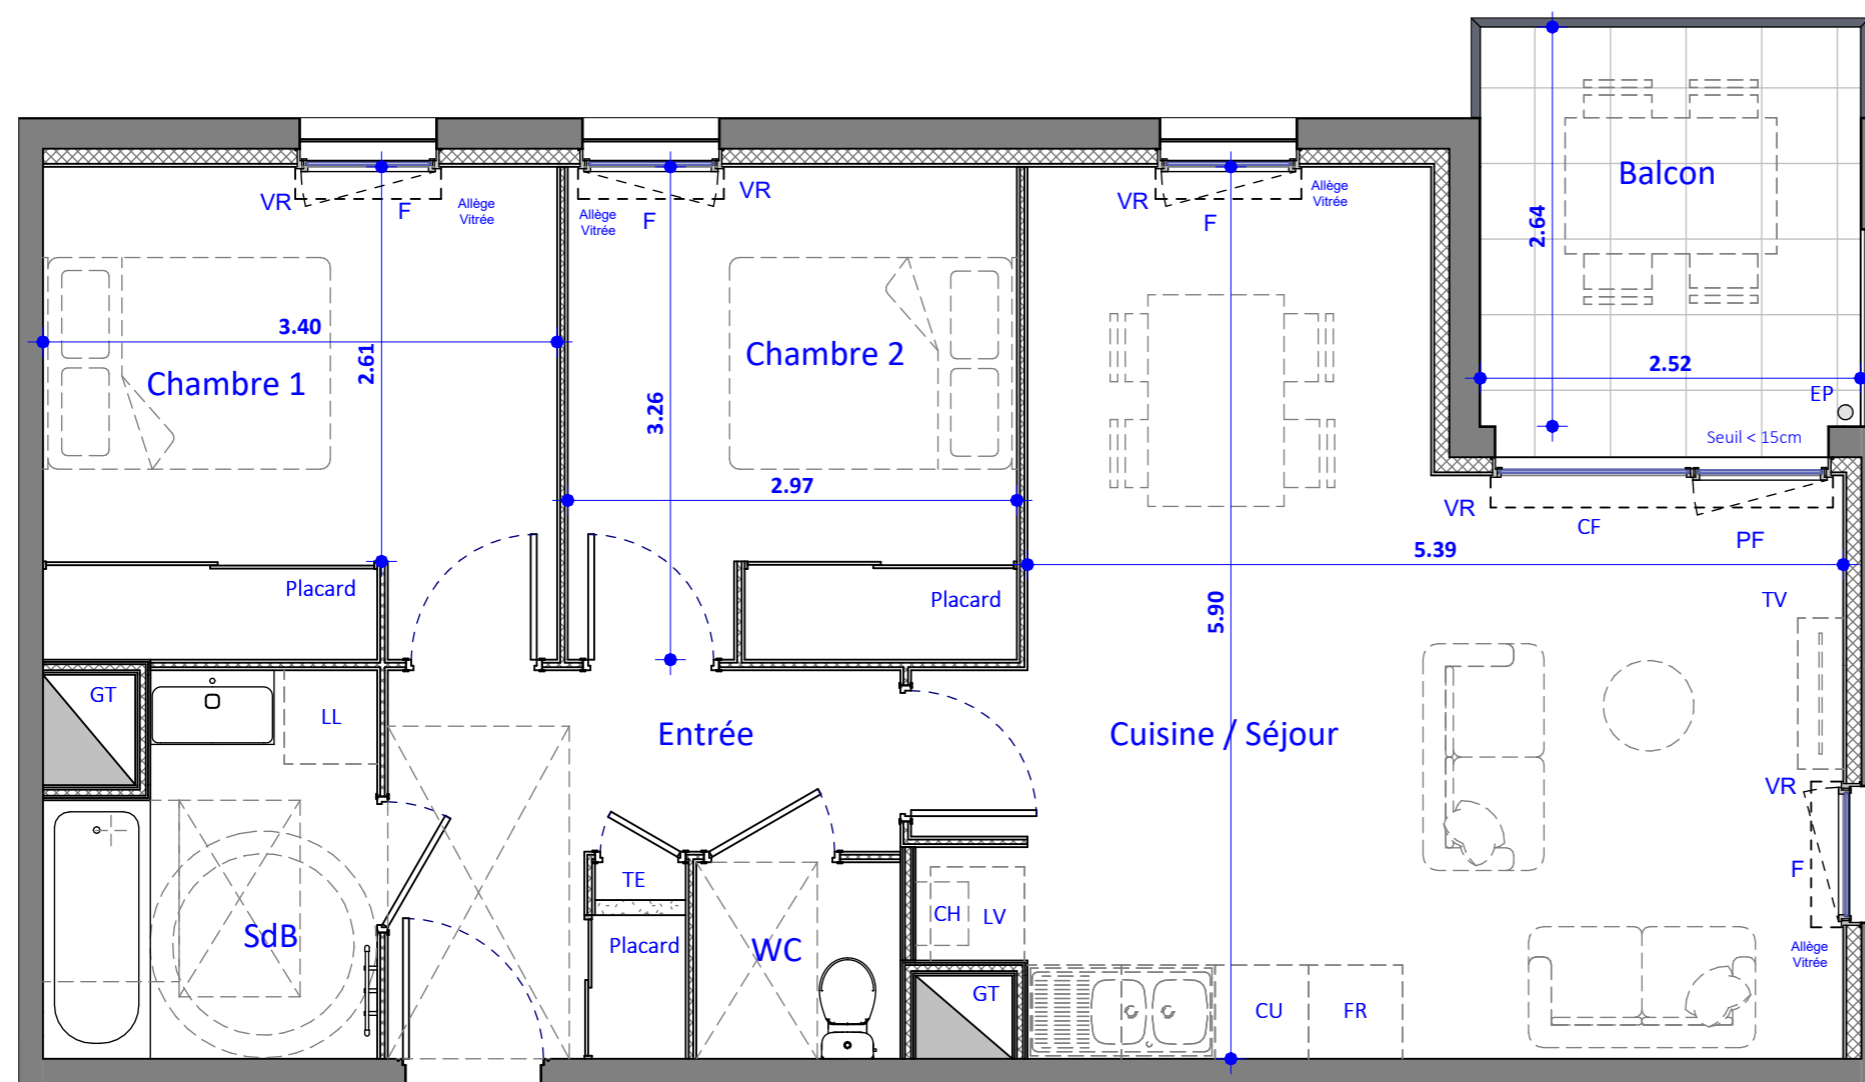 Balcon
2.64
2.52
EP
Seuil < 15cm
VR
F
Allège
Vitrée
Allège
Vitrée
F
VR
VR
F
Allège
Vitrée
3.40
2.61
Chambre 1
Chambre 2
3.26
2.97
VR
CF
PF
5.39
5.90
Placard
Placard
TV
GT
LL
Entrée
Cuisine / Séjour
VR
F
Allège
Vitrée
TE
Placard
SdB
WC
CH
LV
GT
CU
FR